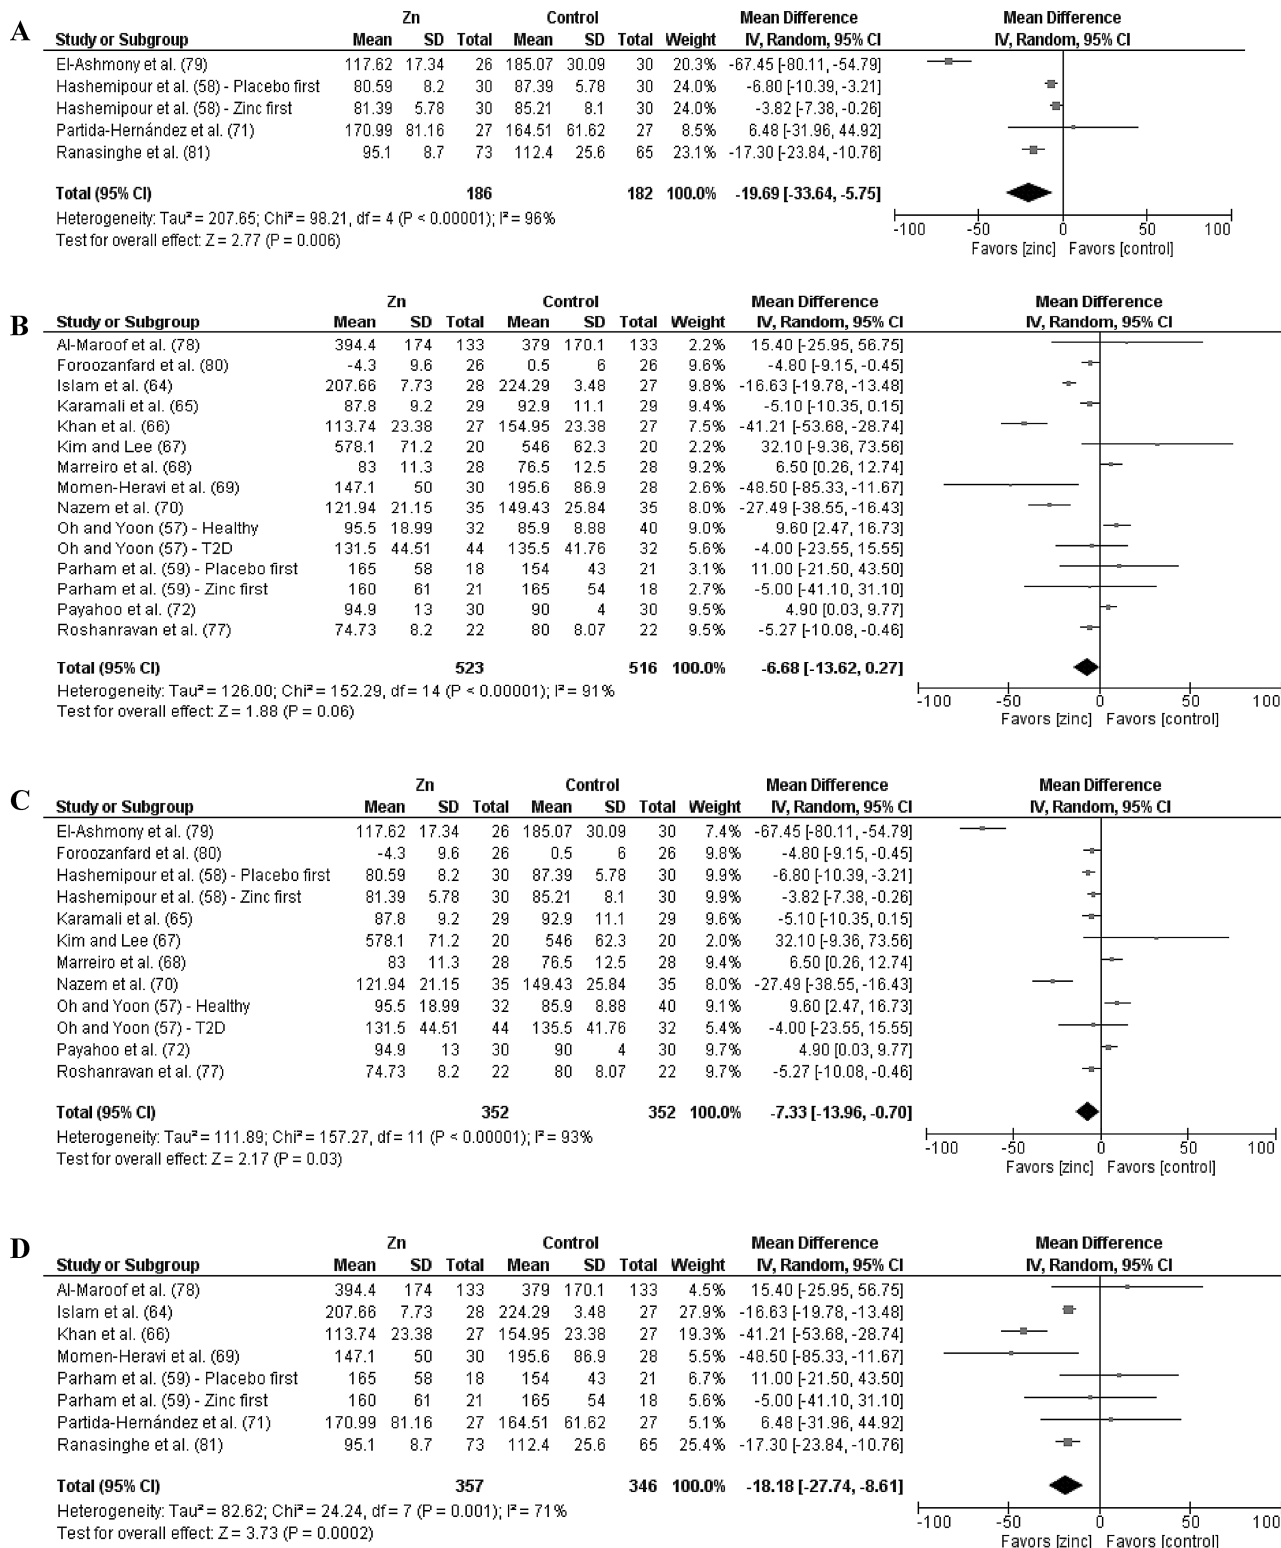 A
Zn Control Mean Difference Mean Difference
Study or Subgroup Mean SD Total Mean SD Total Weight IV, Random, 95% CI IV, Random, 95% CI
El-Ashmony et al. (79) 117.62 17.34 26 185.07 30.09 30 20.3% -67.45 [-80.11, -54.79]
Hashemipour et al. (58) - Placebo first 80.59 8.2 30 87.39 5.78 30 24.0% -6.80 [-10.39, -3.21]
Hashemipour et al. (58) - Zinc first 81.39 5.78 30 85.21 8.1 30 24.0% -3.82 [-7.38, -0.26]
Partida-Hernández et al. (71) 170.99 81.16 27 164.51 61.62 27 8.5% 6.48 [-31.96, 44.92]
Ranasinghe et al. (81) 95.1 8.7 73 112.4 25.6 65 23.1% -17.30 [-23.84, -10.76]
Total (95% CI) 186 182 100.0% -19.69 [-33.64, -5.75]
Heterogeneity: Tau² = 207.65; Chi² = 98.21, df = 4 (P < 0.00001); I² = 96%
Test for overall effect: Z = 2.77 (P = 0.006)
-100 -50 0 50 100
Favors [zinc] Favors [control]
B
Zn Control Mean Difference Mean Difference
Study or Subgroup Mean SD Total Mean SD Total Weight IV, Random, 95% CI IV, Random, 95% CI
Al-Maroof et al. (78) 394.4 174 133 379 170.1 133 2.2% 15.40 [-25.95, 56.75]
Foroozanfard et al. (80) -4.3 9.6 26 0.5 6 26 9.6% -4.80 [-9.15, -0.45]
Islam et al. (64) 207.66 7.73 28 224.29 3.48 27 9.8% -16.63 [-19.78, -13.48]
Karamali et al. (65) 87.8 9.2 29 92.9 11.1 29 9.4% -5.10 [-10.35, 0.15]
Khan et al. (66) 113.74 23.38 27 154.95 23.38 27 7.5% -41.21 [-53.68, -28.74]
Kim and Lee (67) 578.1 71.2 20 546 62.3 20 2.2% 32.10 [-9.36, 73.56]
Marreiro et al. (68) 83 11.3 28 76.5 12.5 28 9.2% 6.50 [0.26, 12.74]
Momen-Heravi et al. (69) 147.1 50 30 195.6 86.9 28 2.6% -48.50 [-85.33, -11.67]
Nazem et al. (70) 121.94 21.15 35 149.43 25.84 35 8.0% -27.49 [-38.55, -16.43]
Oh and Yoon (57) - Healthy 95.5 18.99 32 85.9 8.88 40 9.0% 9.60 [2.47, 16.73]
Oh and Yoon (57) - T2D 131.5 44.51 44 135.5 41.76 32 5.6% -4.00 [-23.55, 15.55]
Parham et al. (59) - Placebo first 165 58 18 154 43 21 3.1% 11.00 [-21.50, 43.50]
Parham et al. (59) - Zinc first 160 61 21 165 54 18 2.6% -5.00 [-41.10, 31.10]
Payahoo et al. (72) 94.9 13 30 90 4 30 9.5% 4.90 [0.03, 9.77]
Roshanravan et al. (77) 74.73 8.2 22 80 8.07 22 9.5% -5.27 [-10.08, -0.46]
Total (95% CI) 523 516 100.0% -6.68 [-13.62, 0.27]
Heterogeneity: Tau² = 126.00; Chi² = 152.29, df = 14 (P < 0.00001); I² = 91%
Test for overall effect: Z = 1.88 (P = 0.06)
-100 -50 0 50 100
Favors [zinc] Favors [control]
C
Zn Control Mean Difference Mean Difference
Study or Subgroup Mean SD Total Mean SD Total Weight IV, Random, 95% CI IV, Random, 95% CI
El-Ashmony et al. (79) 117.62 17.34 26 185.07 30.09 30 7.4% -67.45 [-80.11, -54.79]
Foroozanfard et al. (80) -4.3 9.6 26 0.5 6 26 9.8% -4.80 [-9.15, -0.45]
Hashemipour et al. (58) - Placebo first 80.59 8.2 30 87.39 5.78 30 9.9% -6.80 [-10.39, -3.21]
Hashemipour et al. (58) - Zinc first 81.39 5.78 30 85.21 8.1 30 9.9% -3.82 [-7.38, -0.26]
Karamali et al. (65) 87.8 9.2 29 92.9 11.1 29 9.6% -5.10 [-10.35, 0.15]
Kim and Lee (67) 578.1 71.2 20 546 62.3 20 2.0% 32.10 [-9.36, 73.56]
Marreiro et al. (68) 83 11.3 28 76.5 12.5 28 9.4% 6.50 [0.26, 12.74]
Nazem et al. (70) 121.94 21.15 35 149.43 25.84 35 8.0% -27.49 [-38.55, -16.43]
Oh and Yoon (57) - Healthy 95.5 18.99 32 85.9 8.88 40 9.1% 9.60 [2.47, 16.73]
Oh and Yoon (57) - T2D 131.5 44.51 44 135.5 41.76 32 5.4% -4.00 [-23.55, 15.55]
Payahoo et al. (72) 94.9 13 30 90 4 30 9.7% 4.90 [0.03, 9.77]
Roshanravan et al. (77) 74.73 8.2 22 80 8.07 22 9.7% -5.27 [-10.08, -0.46]
Total (95% CI) 352 352 100.0% -7.33 [-13.96, -0.70]
Heterogeneity: Tau² = 111.89; Chi² = 157.27, df = 11 (P < 0.00001); I² = 93%
Test for overall effect: Z = 2.17 (P = 0.03)
-100 -50 0 50 100
Favors [zinc] Favors [control]
D
Zn Control Mean Difference Mean Difference
Study or Subgroup Mean SD Total Mean SD Total Weight IV, Random, 95% CI IV, Random, 95% CI
Al-Maroof et al. (78) 394.4 174 133 379 170.1 133 4.5% 15.40 [-25.95, 56.75]
Islam et al. (64) 207.66 7.73 28 224.29 3.48 27 27.9% -16.63 [-19.78, -13.48]
Khan et al. (66) 113.74 23.38 27 154.95 23.38 27 19.3% -41.21 [-53.68, -28.74]
Momen-Heravi et al. (69) 147.1 50 30 195.6 86.9 28 5.5% -48.50 [-85.33, -11.67]
Parham et al. (59) - Placebo first 165 58 18 154 43 21 6.7% 11.00 [-21.50, 43.50]
Parham et al. (59) - Zinc first 160 61 21 165 54 18 5.6% -5.00 [-41.10, 31.10]
Partida-Hernández et al. (71) 170.99 81.16 27 164.51 61.62 27 5.1% 6.48 [-31.96, 44.92]
Ranasinghe et al. (81) 95.1 8.7 73 112.4 25.6 65 25.4% -17.30 [-23.84, -10.76]
Total (95% CI) 357 346 100.0% -18.18 [-27.74, -8.61]
Heterogeneity: Tau² = 82.62; Chi² = 24.24, df = 7 (P = 0.001); I² = 71%
Test for overall effect: Z = 3.73 (P = 0.0002)
-100 -50 0 50 100
Favors [zinc] Favors [control]